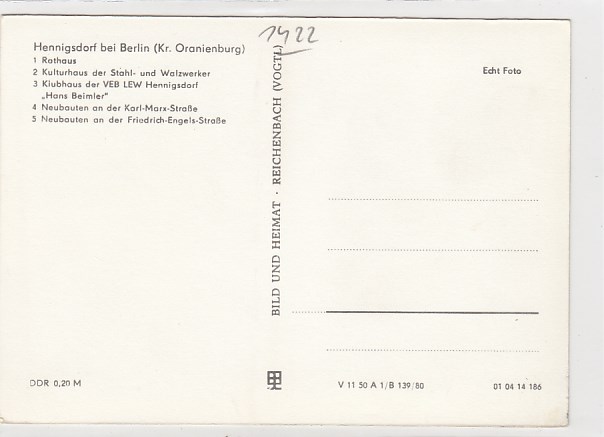 Hennigsdorf bei Berlin (Kr. Oranienburg)
1 Rathaus
2 Kulturhaus der Stahl- und Walzwerker
3 Klubhaus der VEB LEW Hennigsdorf
„Hans Beimler"
4 Neubauten an der Karl-Marx-Straße
5 Neubauten an der Friedrich-Engels-Straße
1422
BILD UND HEIMAT · REICHENBACH (VOGTL)
Echt Foto
DDR 0,20 M
V 11 50 A 1/B 139/80
01 04 14 186